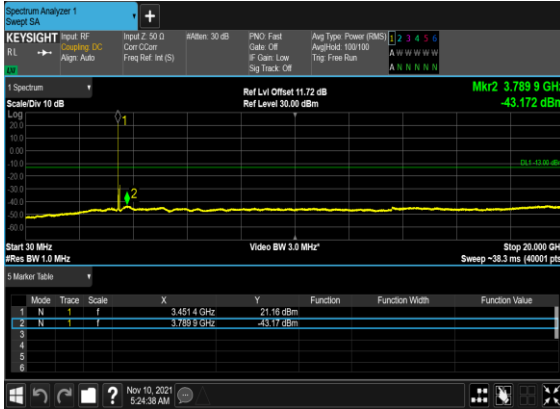 Spectrum Analyzer 1
Swept SA
+
KEYSIGHT Input: RF Input Z: 50 Ω #Atten: 30 dB PNO: Fast Avg Type: Power (RMS) 1 2 3 4 5 6
RL Coupling: DC Corr CCorr Gate: Off Avg|Hold: 100/100 A W W W W W
Align: Auto Freq Ref: Int (S) IF Gain: Low Trig: Free Run
Sig Track: Off A N N N N N
1 Spectrum Ref Lvl Offset 11.72 dB Mkr2 3.789 9 GHz
Scale/Div 10 dB Ref Level 30.00 dBm -43.172 dBm
Log
1
20.0
10.0
0.00
-10.0
DL1 -13.00 dBm
-20.0
-30.0
2
-40.0
-50.0
-60.0
Start 30 MHz Video BW 3.0 MHz* Stop 20.000 GH
#Res BW 1.0 MHz Sweep ~38.3 ms (40001 pts
5 Marker Table
Mode Trace Scale X Y Function Function Width Function Value
1 N 1 f 3.451 4 GHz 21.16 dBm
2 N 1 f 3.789 9 GHz -43.17 dBm
3
4
5
6
? Nov 10, 2021
5:24:38 AM